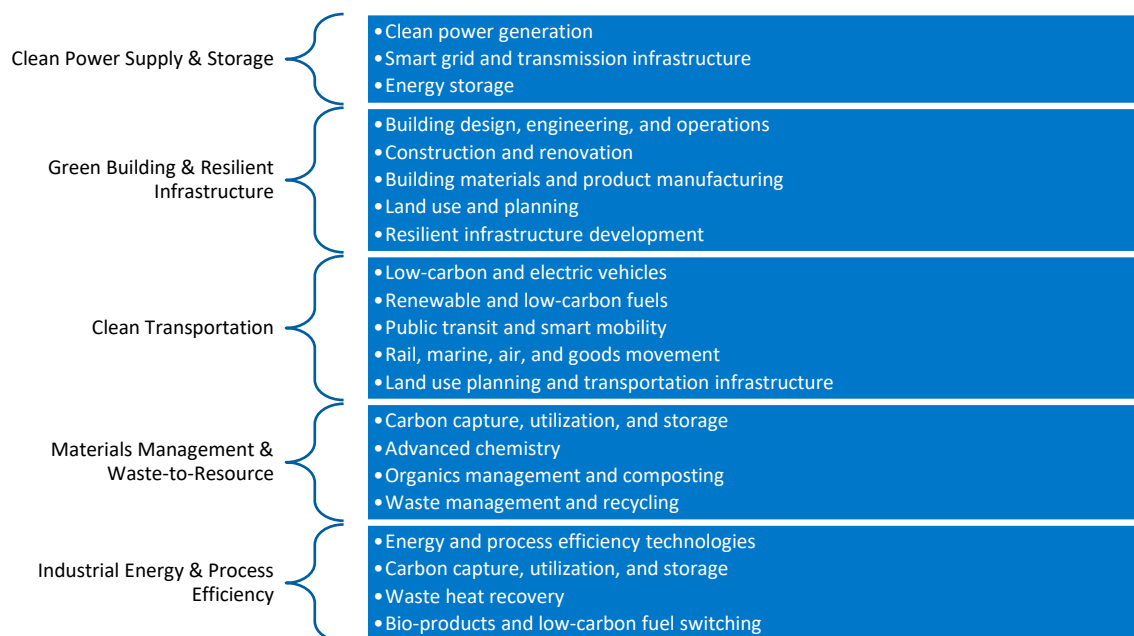 Clean Power Supply & Storage
•Clean power generation
•Smart grid and transmission infrastructure
•Energy storage
Green Building & Resilient
Infrastructure
•Building design, engineering, and operations
•Construction and renovation
•Building materials and product manufacturing
•Land use and planning
•Resilient infrastructure development
Clean Transportation
•Low-carbon and electric vehicles
•Renewable and low-carbon fuels
•Public transit and smart mobility
•Rail, marine, air, and goods movement
•Land use planning and transportation infrastructure
Materials Management &
Waste-to-Resource
•Carbon capture, utilization, and storage
•Advanced chemistry
•Organics management and composting
•Waste management and recycling
Industrial Energy & Process
Efficiency
•Energy and process efficiency technologies
•Carbon capture, utilization, and storage
•Waste heat recovery
•Bio-products and low-carbon fuel switching